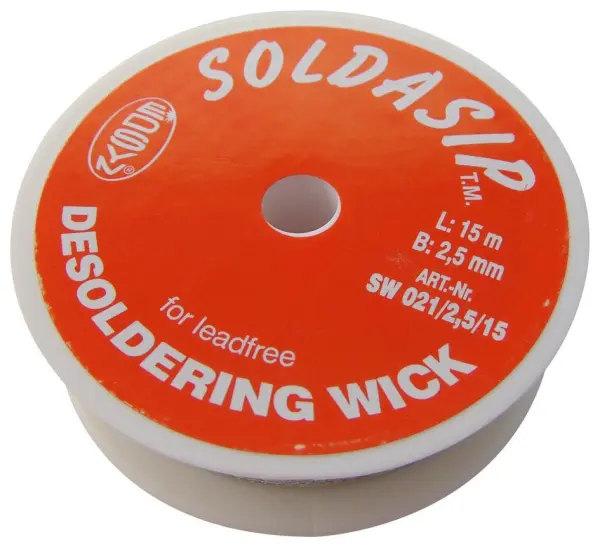 SOLDASIP
T.M.
L: 15 m
B: 2,5 mm
ART.-Nr.
SW 021/2,5/15
for leadfree
DESOLDERING WICK
®